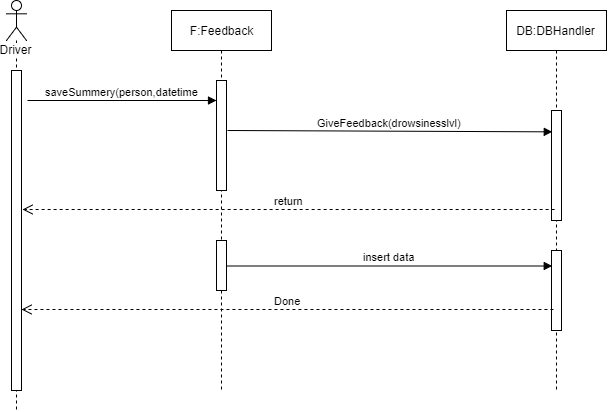 F:Feedback
DB:DBHandler
Driver
saveSummery(person,datetime
GiveFeedback(drowsinesslvl)
return
insert data
Done